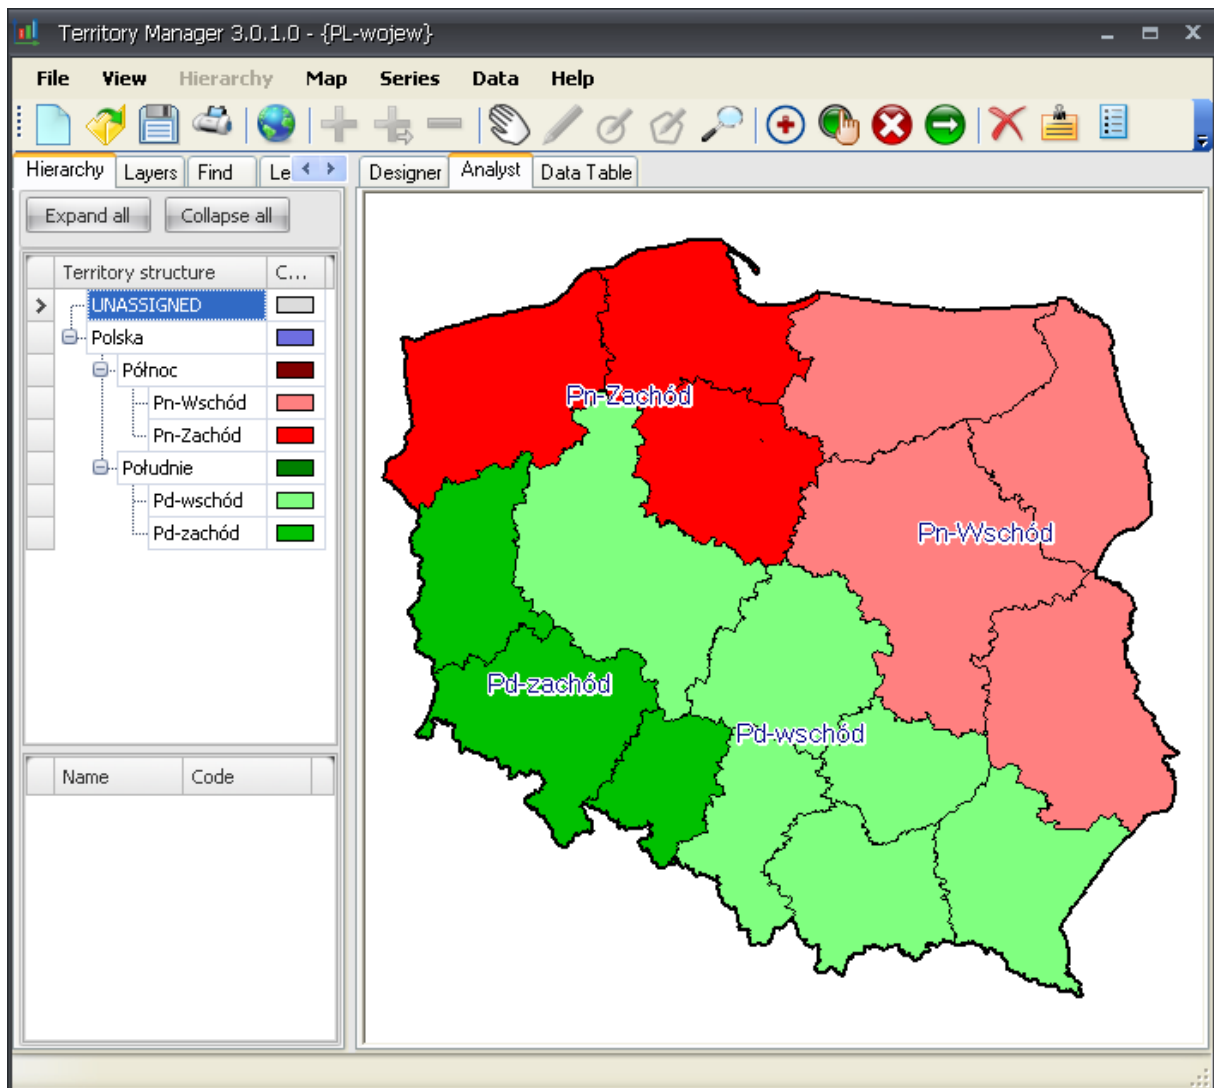 Territory Manager 3.0.1.0 - {PL-wojew}
File View Hierarchy Map Series Data Help
Hierarchy Layers Find Le Designer Analyst Data Table
Expand all Collapse all
Territory structure C...
UNASSIGNED
Polska
Północ
Pn-Wschód
Pn-Zachód
Południe
Pd-wschód
Pd-zachód
Name Code
Pn-Zachód
Pn-Wschód
Pd-zachód
Pd-wschód